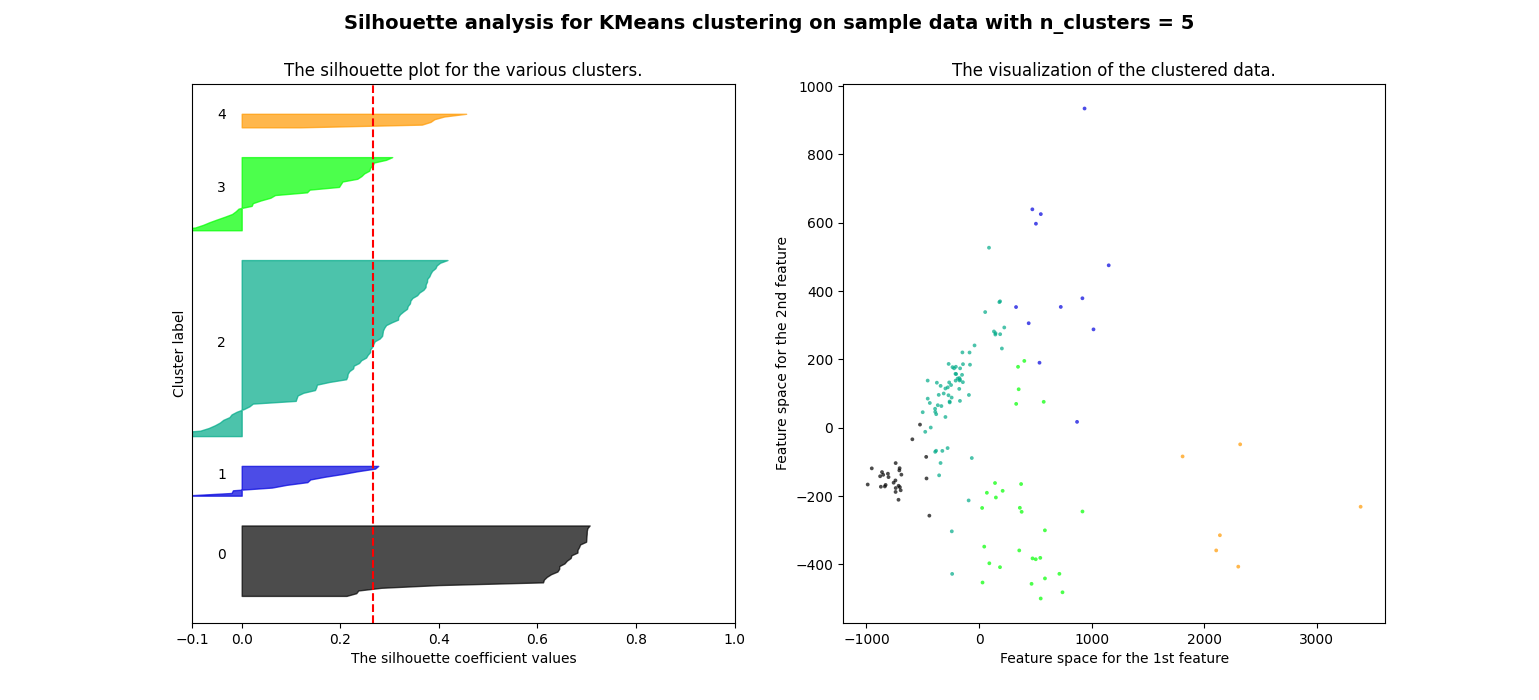 Silhouette analysis for KMeans clustering on sample data with n_clusters = 5
The silhouette plot for the various clusters.
4
3
2
1
0
Cluster label
−0.1 0.0 0.2 0.4 0.6 0.8 1.0
The silhouette coefficient values
The visualization of the clustered data.
1000
800
600
400
200
0
−200
−400
Feature space for the 2nd feature
−1000 0 1000 2000 3000
Feature space for the 1st feature